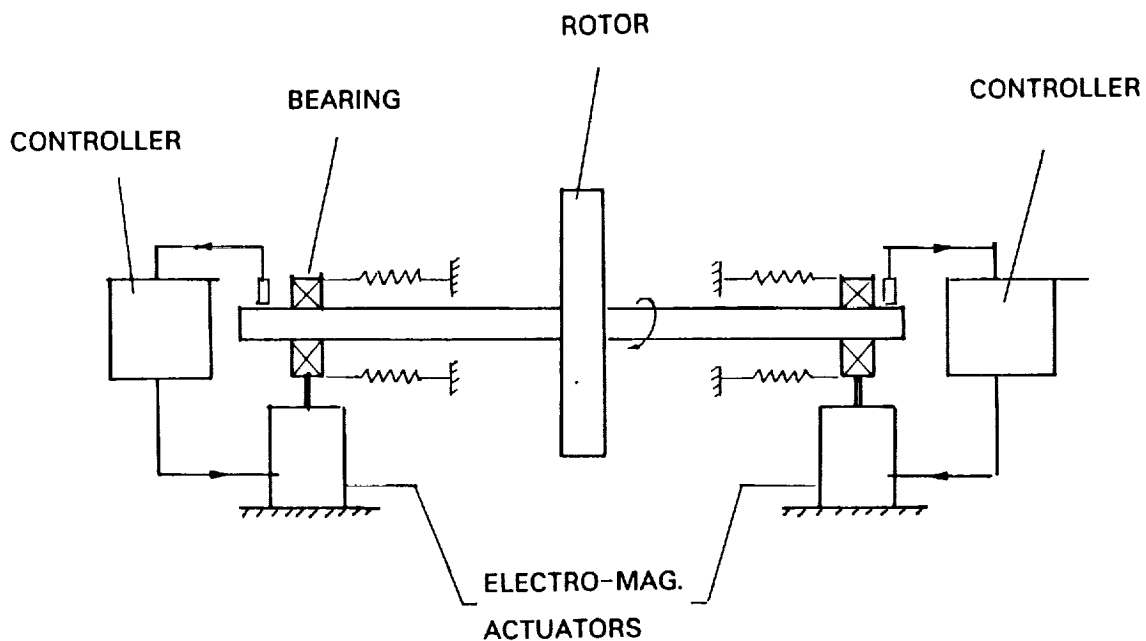 ROTOR
CONTROLLER
BEARING
CONTROLLER
ELECTRO-MAG.
ACTUATORS